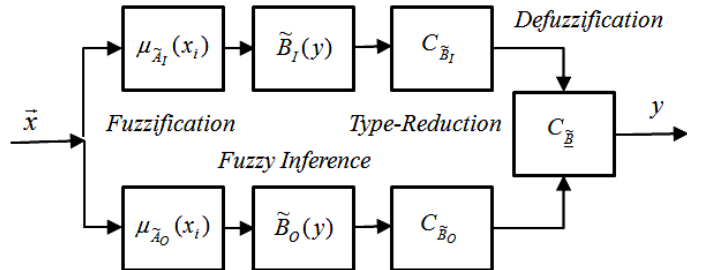 Defuzzification
μ_{Ã_I}(x_i) B̃_I(y) C_{B̃_I}
x⃗ Fuzzification Type-Reduction C_{B̲̃} y
Fuzzy Inference
μ_{Ã_O}(x_i) B̃_O(y) C_{B̃_O}